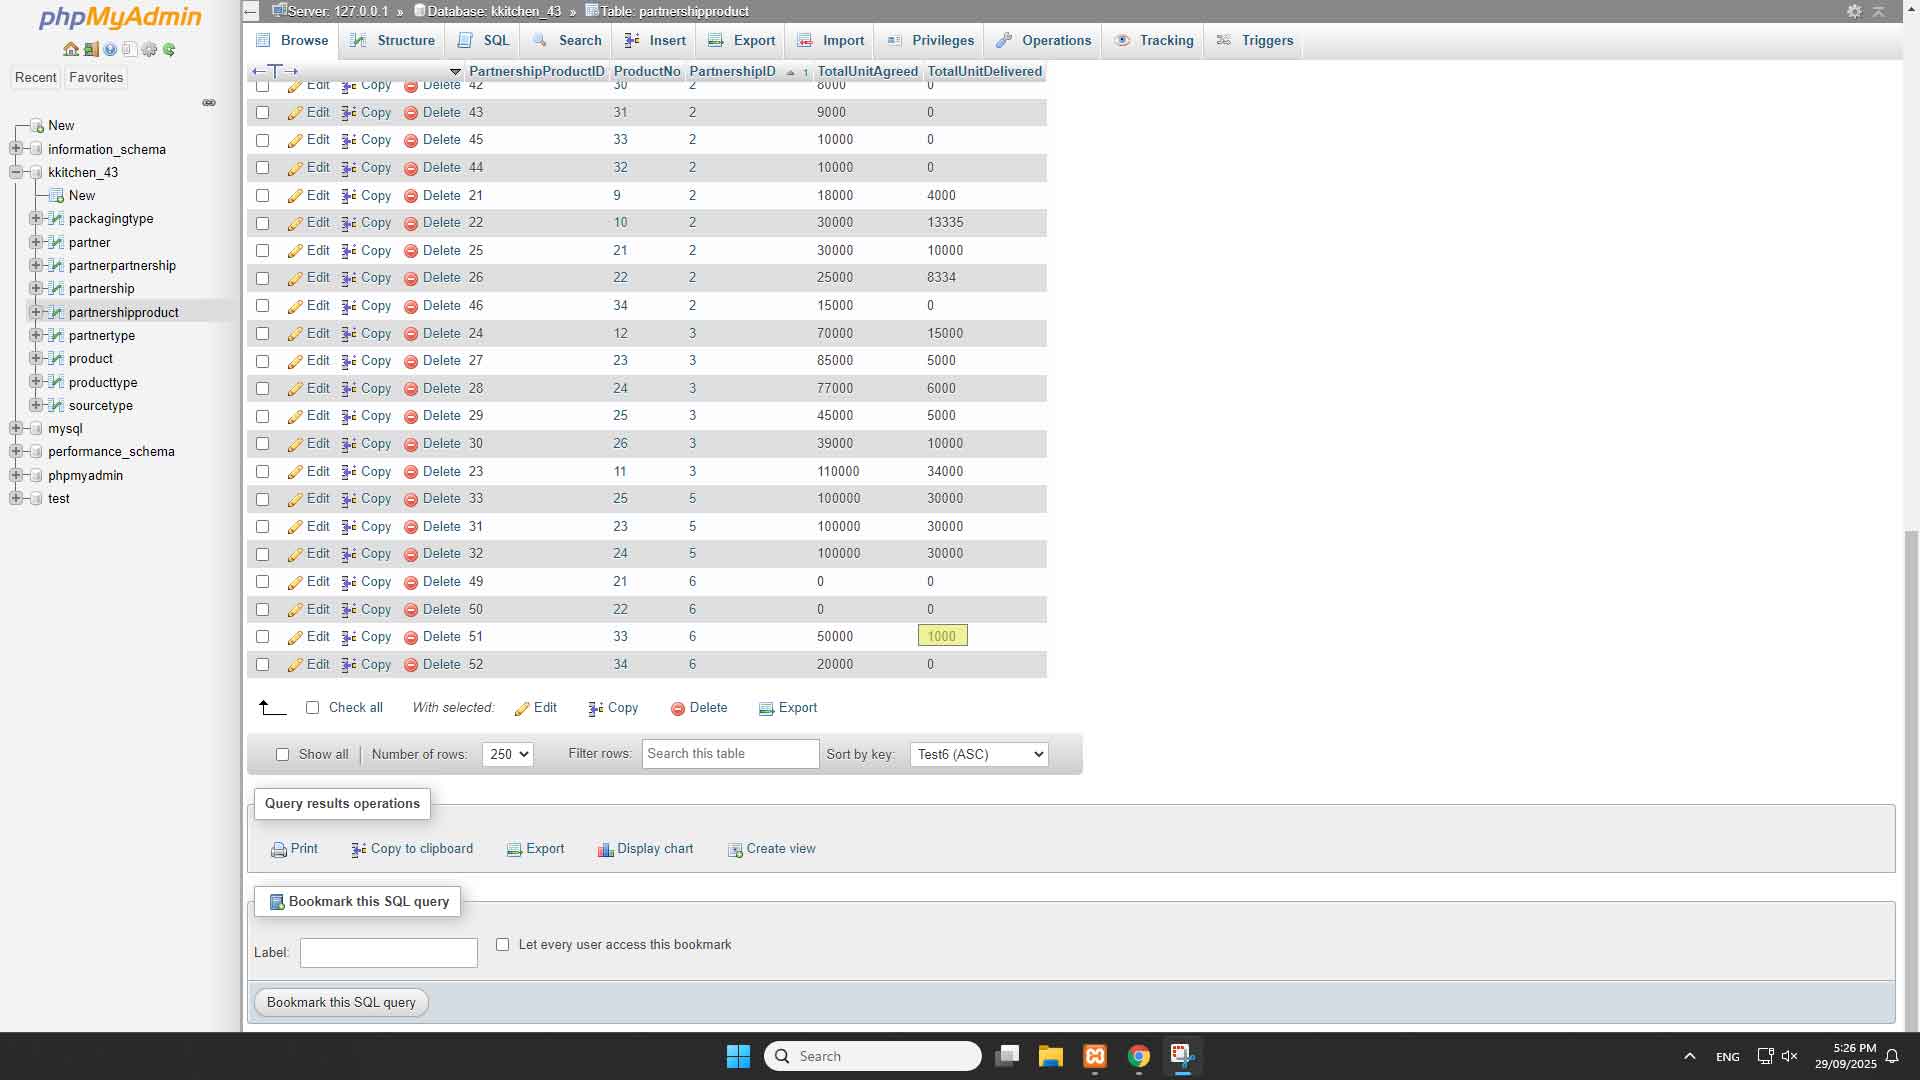 phpMyAdmin
Recent Favorites
New
information_schema
kkitchen_43
New
packagingtype
partner
partnerpartnership
partnership
partnershipproduct
partnertype
product
producttype
sourcetype
mysql
performance_schema
phpmyadmin
test
Server: 127.0.0.1 » Database: kkitchen_43 » Table: partnershipproduct
Browse Structure SQL Search Insert Export Import Privileges Operations Tracking Triggers
PartnershipProductID ProductNo PartnershipID 1 TotalUnitAgreed TotalUnitDelivered
Edit Copy Delete 42 30 2 8000 0
Edit Copy Delete 43 31 2 9000 0
Edit Copy Delete 45 33 2 10000 0
Edit Copy Delete 44 32 2 10000 0
Edit Copy Delete 21 9 2 18000 4000
Edit Copy Delete 22 10 2 30000 13335
Edit Copy Delete 25 21 2 30000 10000
Edit Copy Delete 26 22 2 25000 8334
Edit Copy Delete 46 34 2 15000 0
Edit Copy Delete 24 12 3 70000 15000
Edit Copy Delete 27 23 3 85000 5000
Edit Copy Delete 28 24 3 77000 6000
Edit Copy Delete 29 25 3 45000 5000
Edit Copy Delete 30 26 3 39000 10000
Edit Copy Delete 23 11 3 110000 34000
Edit Copy Delete 33 25 5 100000 30000
Edit Copy Delete 31 23 5 100000 30000
Edit Copy Delete 32 24 5 100000 30000
Edit Copy Delete 49 21 6 0 0
Edit Copy Delete 50 22 6 0 0
Edit Copy Delete 51 33 6 50000 1000
Edit Copy Delete 52 34 6 20000 0
Check all With selected: Edit Copy Delete Export
Show all Number of rows: 250 Filter rows: Search this table Sort by key: Test6 (ASC)
Query results operations
Print Copy to clipboard Export Display chart Create view
Bookmark this SQL query
Label: Let every user access this bookmark
Bookmark this SQL query
Search
ENG
5:26 PM
29/09/2025